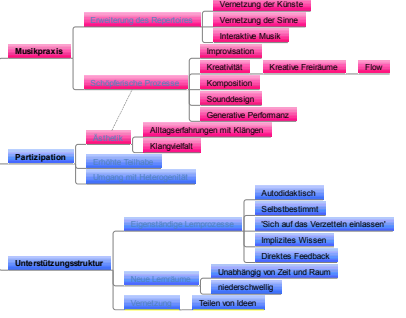 Vernetzung der Künste
Erweiterung des Repertoires
Vernetzung der Sinne
Interaktive Musik
Musikpraxis
Improvisation
Kreativität
Kreative Freiräume
Flow
Schöpferische Prozesse
Komposition
Sounddesign
Generative Performanz
Alltagserfahrungen mit Klängen
Ästhetik
Klangvielfalt
Partizipation
Erhöhte Teilhabe
Umgang mit Heterogenität
Autodidaktisch
Selbstbestimmt
Eigenständige Lernprozesse
'Sich auf das Verzetteln einlassen'
Implizites Wissen
Direktes Feedback
Unterstützungsstruktur
Unabhängig von Zeit und Raum
Neue
niederschwellig
Vernetzung
Teilen von Ideen